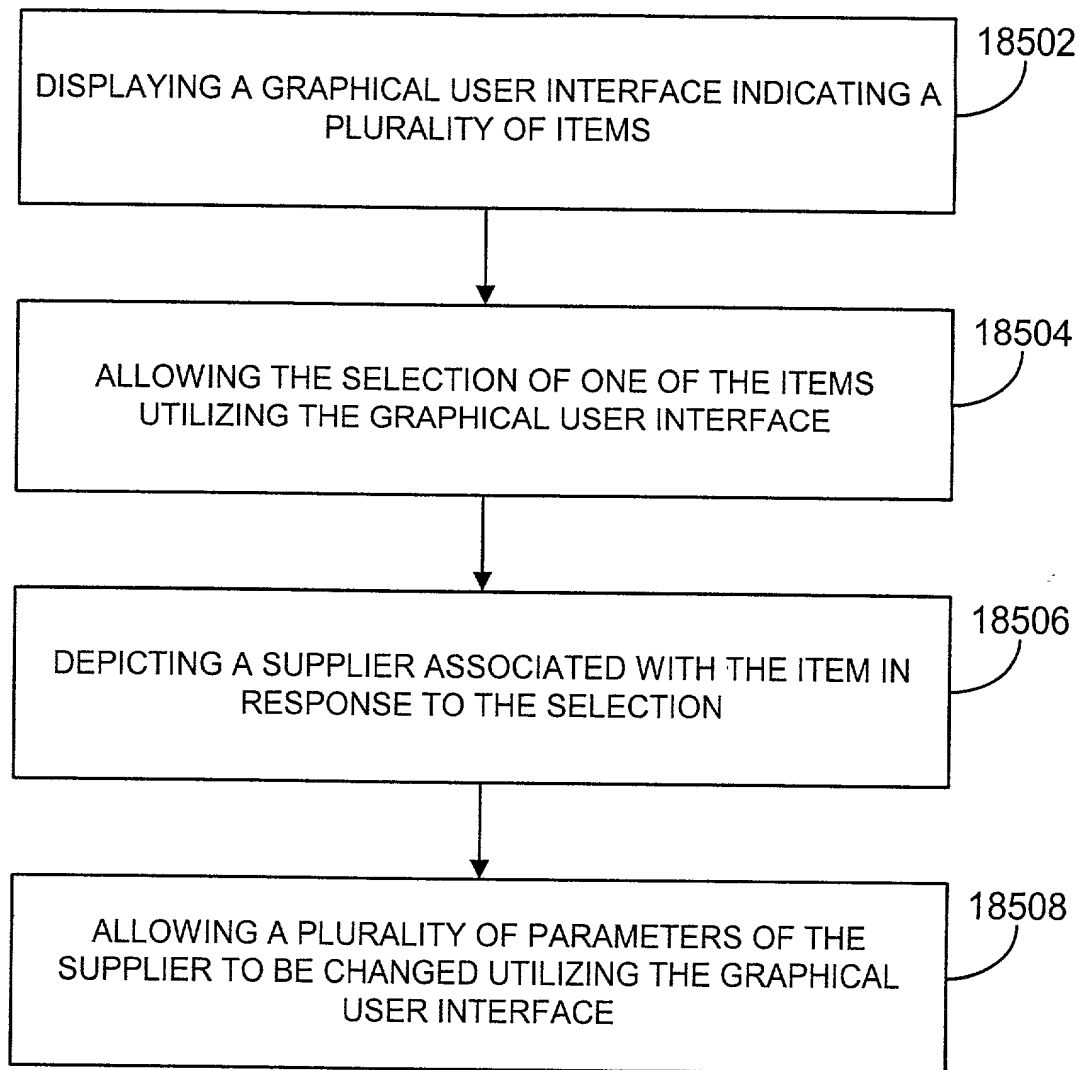 18502
DISPLAYING A GRAPHICAL USER INTERFACE INDICATING A
PLURALITY OF ITEMS
18504
ALLOWING THE SELECTION OF ONE OF THE ITEMS
UTILIZING THE GRAPHICAL USER INTERFACE
18506
DEPICTING A SUPPLIER ASSOCIATED WITH THE ITEM IN
RESPONSE TO THE SELECTION
18508
ALLOWING A PLURALITY OF PARAMETERS OF THE
SUPPLIER TO BE CHANGED UTILIZING THE GRAPHICAL
USER INTERFACE